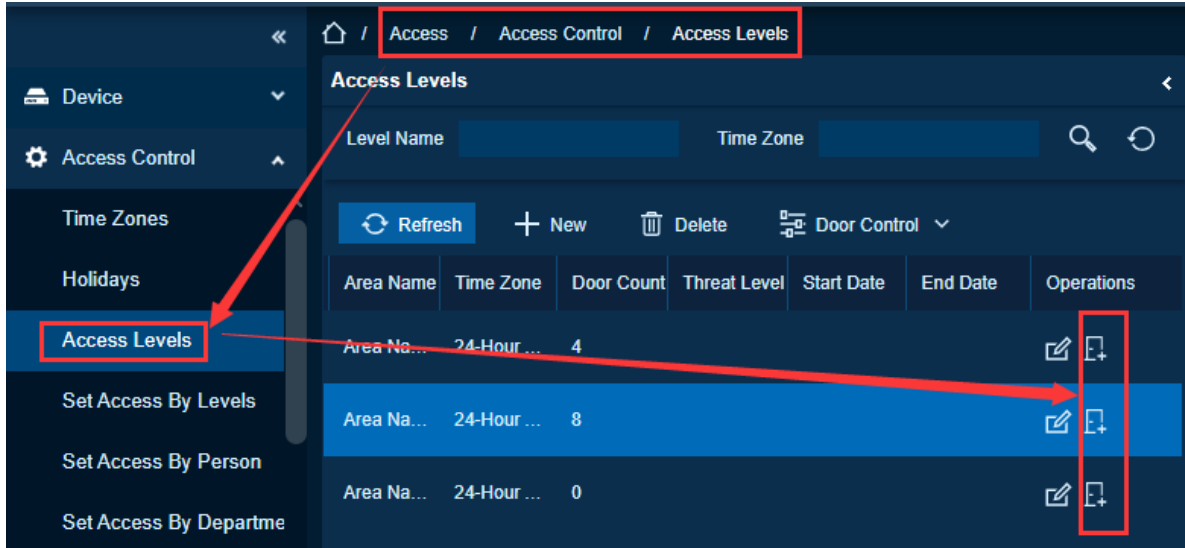 / Access / Access Control / Access Levels
Device
Access Control
Time Zones
Holidays
Access Levels
Set Access By Levels
Set Access By Person
Set Access By Departme
Access Levels
Level Name
Time Zone
Refresh New Delete Door Control
Area Name Time Zone Door Count Threat Level Start Date End Date Operations
Area Na... 24-Hour ... 4
Area Na... 24-Hour ... 8
Area Na... 24-Hour ... 0